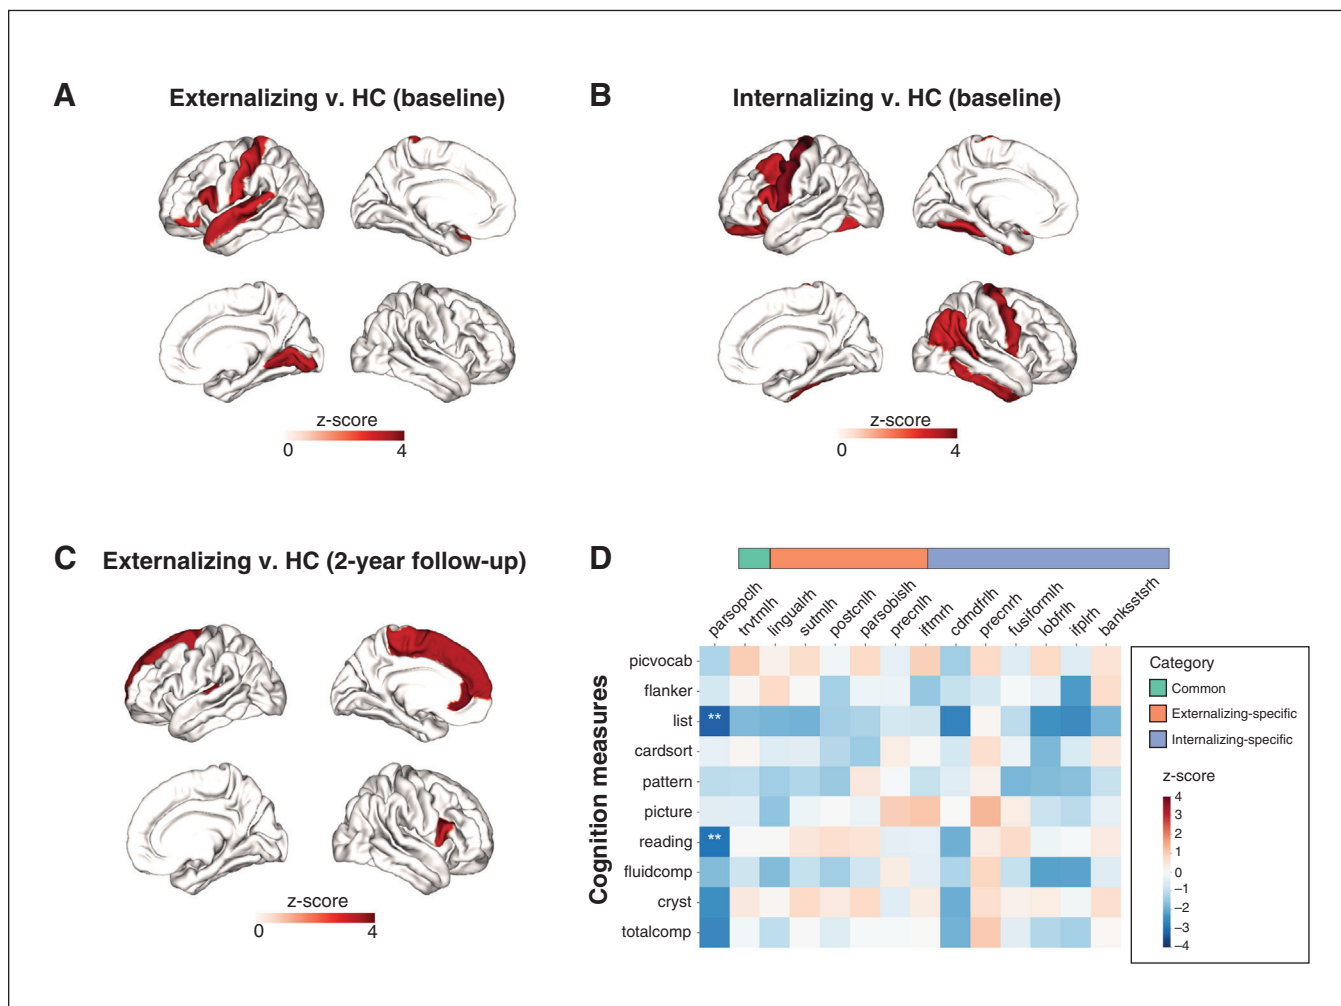 A
Externalizing v. HC (baseline)
z-score
0
4
B
Internalizing v. HC (baseline)
z-score
0
4
C
Externalizing v. HC (2-year follow-up)
z-score
0
4
D
parsopclh
trvtmlh
lingualrh
sutmlh
postcnlh
parsobislh
precnlh
iftmrh
cdmdfrlh
precnrh
fusiformlh
lobfrlh
ifplrh
banksstsrh
Cognition measures
picvocab
flanker
list
**
cardsort
pattern
picture
reading
**
fluidcomp
cryst
totalcomp
Category
Common
Externalizing-specific
Internalizing-specific
z-score
4
3
2
1
0
−1
−2
−3
−4